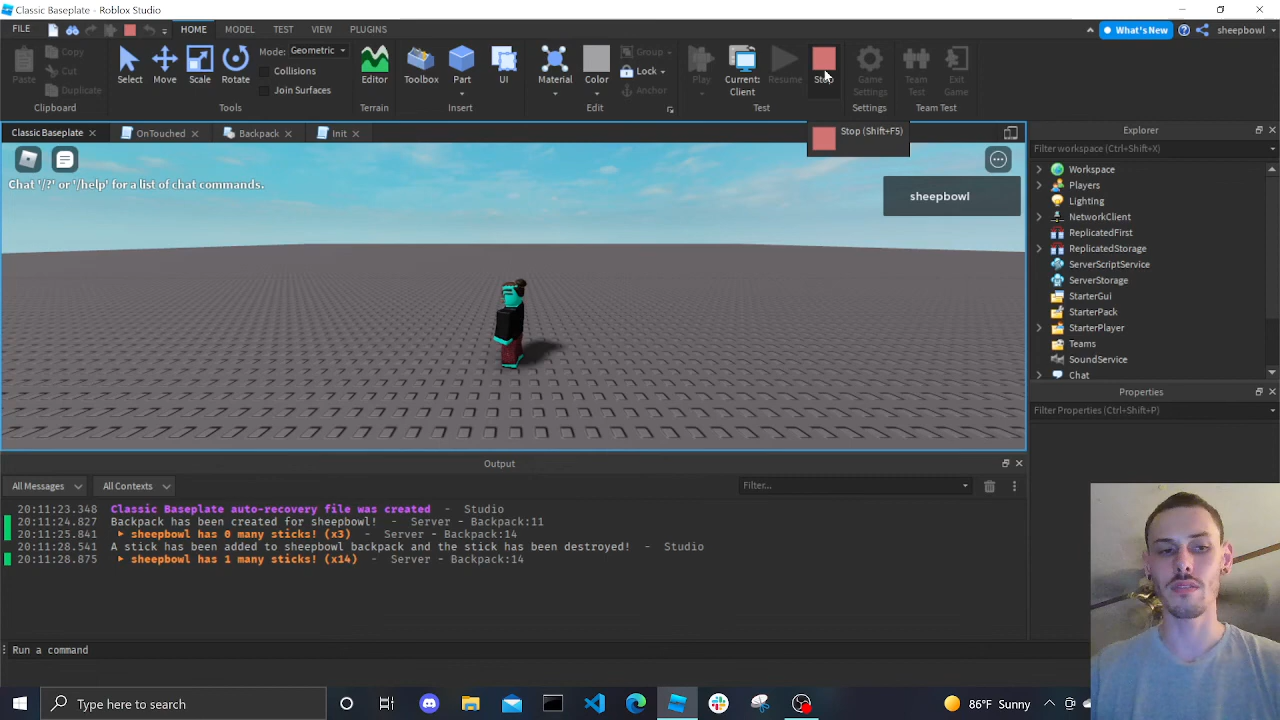 Classic Baseplate - Roblox Studio
FILE
HOME
MODEL
TEST
VIEW
PLUGINS
What's New
sheepbowl
Paste
Copy
Cut
Duplicate
Clipboard
Select
Move
Scale
Rotate
Mode: Geometric
Collisions
Join Surfaces
Tools
Editor
Terrain
Toolbox
Part
UI
Insert
Material
Color
Group
Lock
Anchor
Edit
Play
Current: Client
Resume
Stop
Test
Game Settings
Settings
Team Test
Exit Game
Team Test
Stop (Shift+F5)
Classic Baseplate
OnTouched
Backpack
Init
Chat '/?' or '/help' for a list of chat commands.
sheepbowl
Explorer
Filter workspace (Ctrl+Shift+X)
Workspace
Players
Lighting
NetworkClient
ReplicatedFirst
ReplicatedStorage
ServerScriptService
ServerStorage
StarterGui
StarterPack
StarterPlayer
Teams
SoundService
Chat
Properties
Filter Properties (Ctrl+Shift+P)
Output
All Messages
All Contexts
Filter...
20:11:23.348 Classic Baseplate auto-recovery file was created - Studio
20:11:24.827 Backpack has been created for sheepbowl! - Server - Backpack:11
20:11:25.841 sheepbowl has 0 many sticks! (x3) - Server - Backpack:14
20:11:28.541 A stick has been added to sheepbowl backpack and the stick has been destroyed! - Studio
20:11:28.875 sheepbowl has 1 many sticks! (x14) - Server - Backpack:14
Run a command
Type here to search
86°F Sunny